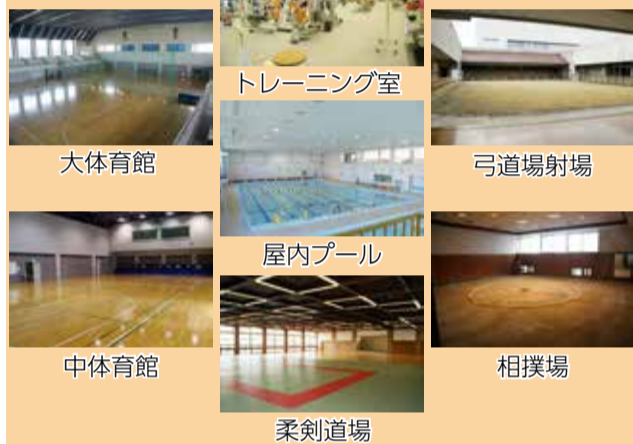 トレーニング室
大体育館
弓道場射場
屋内プール
中体育館
相撲場
柔剣道場